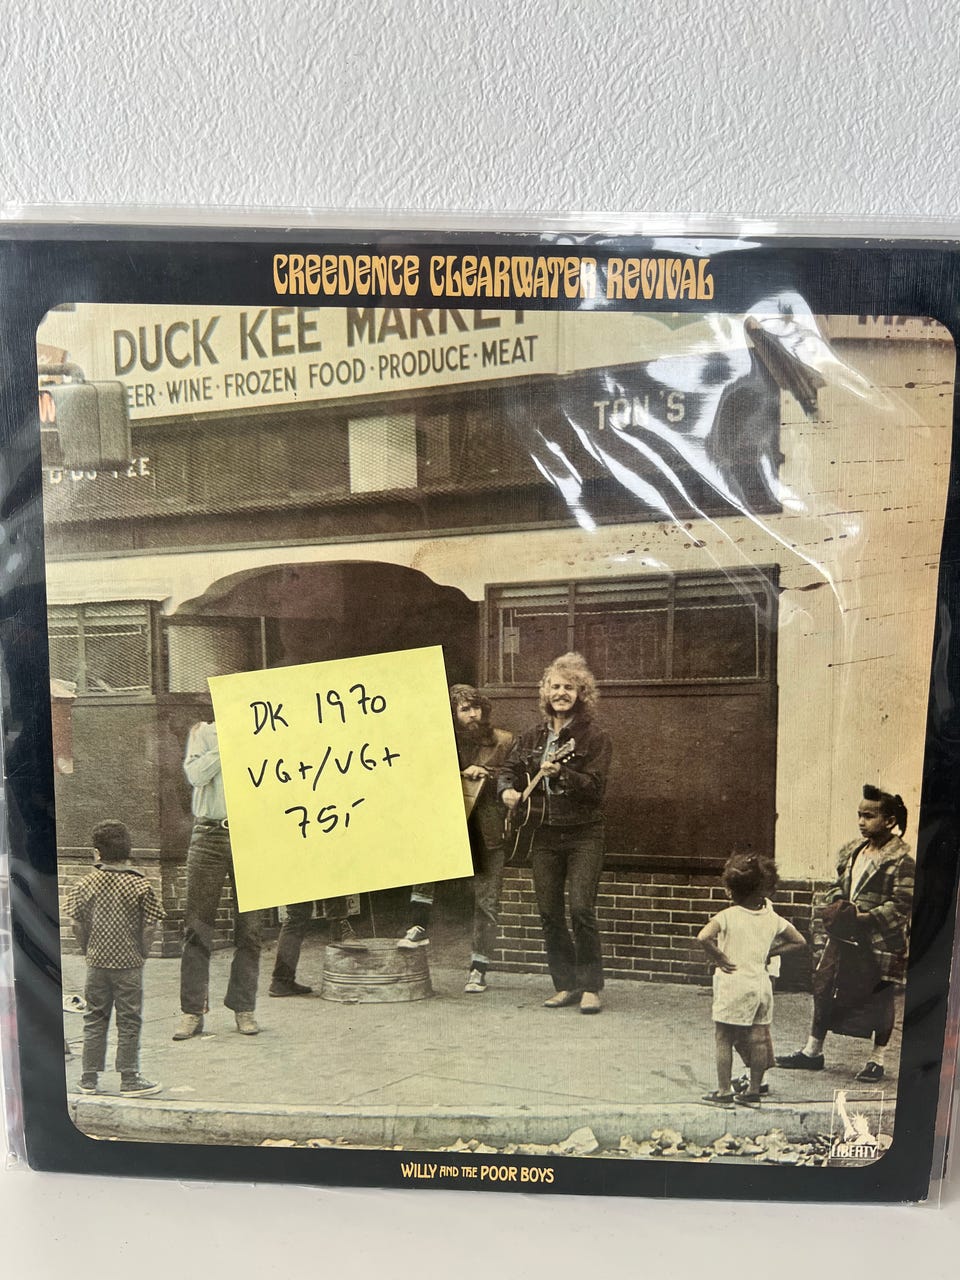 CREEDENCE CLEARWATER REVIVAL
DUCK KEE MARKET
EER·WINE·FROZEN FOOD·PRODUCE·MEAT
TON'S
DK 1970
VG+/VG+
75,-
LIBERTY
WILLY AND THE POOR BOYS